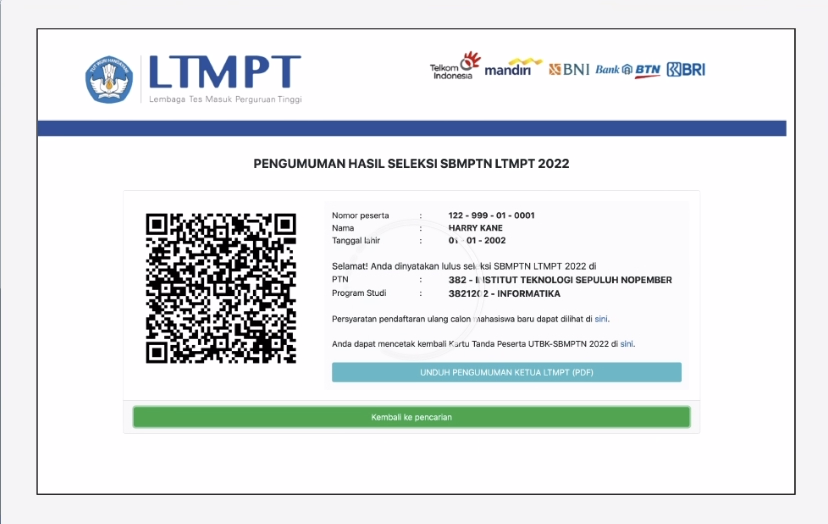 LTMPT
Lembaga Tes Masuk Perguruan Tinggi
Telkom Indonesia mandiri BNI Bank BTN BRI
PENGUMUMAN HASIL SELEKSI SBMPTN LTMPT 2022
Nomor peserta : 122 - 999 - 01 - 0001
Nama : HARRY KANE
Tanggal lahir : 01 - 01 - 2002
Selamat! Anda dinyatakan lulus seleksi SBMPTN LTMPT 2022 di
PTN : 382 - INSTITUT TEKNOLOGI SEPULUH NOPEMBER
Program Studi : 3821202 - INFORMATIKA
Persyaratan pendaftaran ulang calon mahasiswa baru dapat dilihat di sini.
Anda dapat mencetak kembali Kartu Tanda Peserta UTBK-SBMPTN 2022 di sini.
UNDUH PENGUMUMAN KETUA LTMPT (PDF)
Kembali ke pencarian